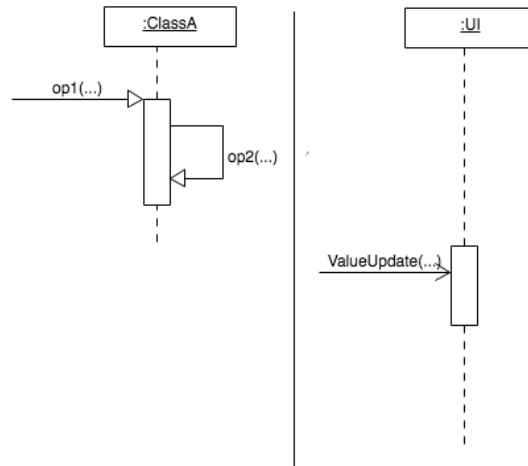 :ClassA
op1(...)
op2(...)
:UI
ValueUpdate(...)